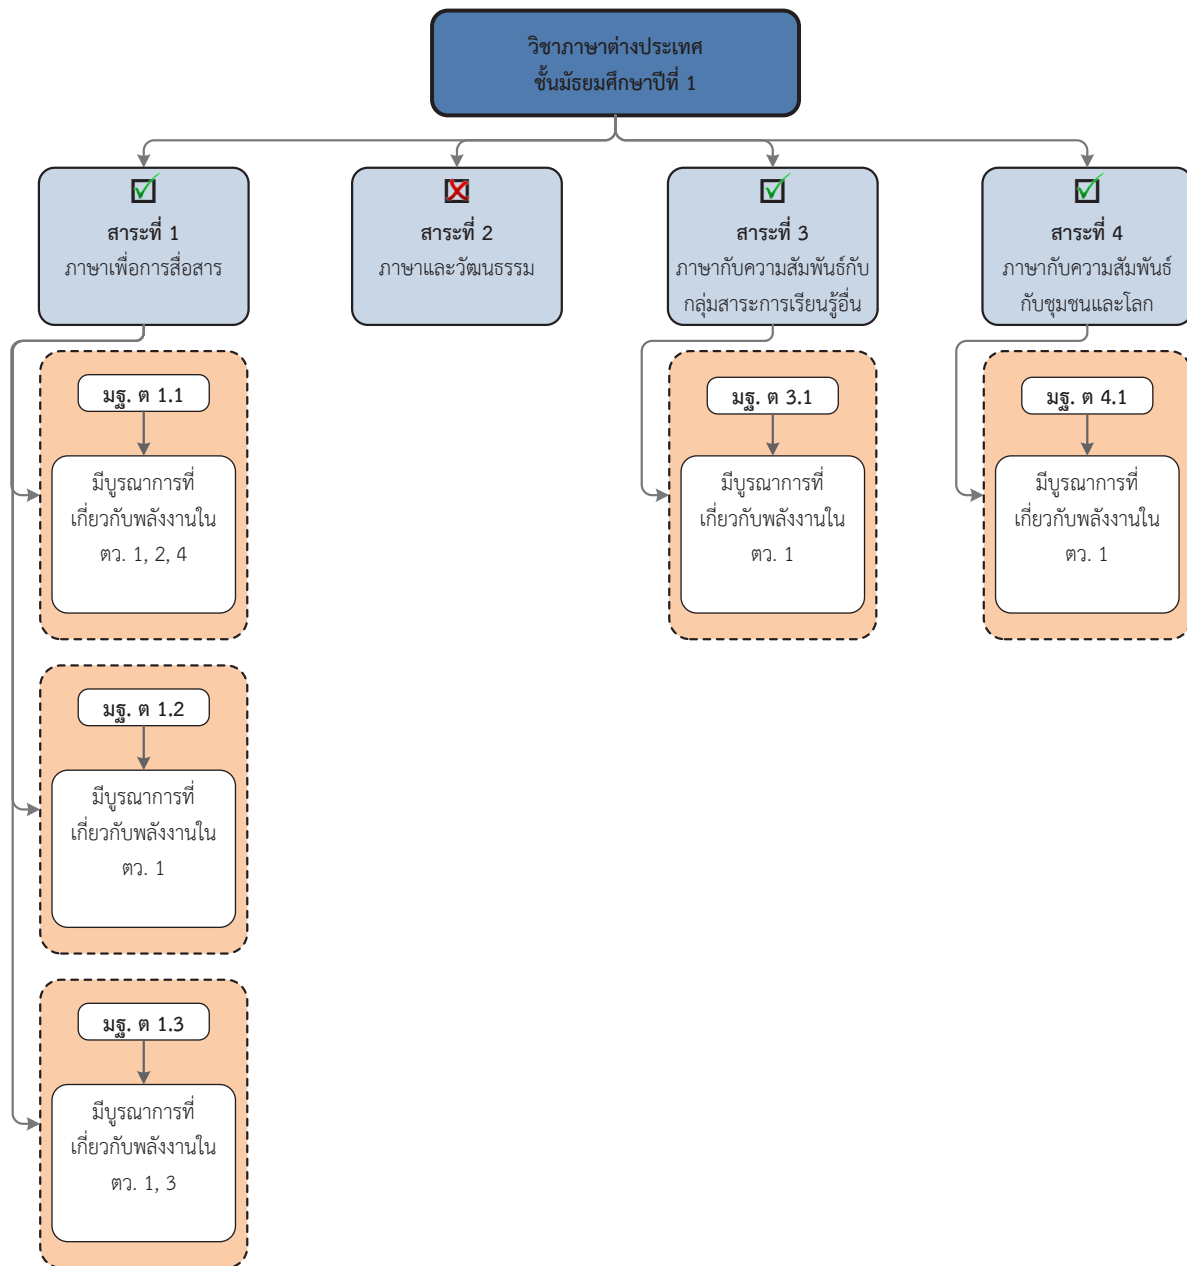 วิชาภาษาต่างประเทศ
ชั้นมัธยมศึกษาปีที่ 1
สาระที่ 1
ภาษาเพื่อการสื่อสาร
สาระที่ 2
ภาษาและวัฒนธรรม
สาระที่ 3
ภาษากับความสัมพันธ์กับ
กลุ่มสาระการเรียนรู้อื่น
สาระที่ 4
ภาษากับความสัมพันธ์
กับชุมชนและโลก
มฐ. ต 1.1
มีบูรณาการที่
เกี่ยวกับพลังงานใน
ตว. 1, 2, 4
มฐ. ต 3.1
มีบูรณาการที่
เกี่ยวกับพลังงานใน
ตว. 1
มฐ. ต 4.1
มีบูรณาการที่
เกี่ยวกับพลังงานใน
ตว. 1
มฐ. ต 1.2
มีบูรณาการที่
เกี่ยวกับพลังงานใน
ตว. 1
มฐ. ต 1.3
มีบูรณาการที่
เกี่ยวกับพลังงานใน
ตว. 1, 3